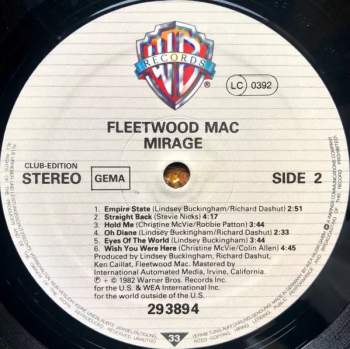 WB
RECORDS
LC 0392
FLEETWOOD MAC
MIRAGE
CLUB-EDITION
STEREO GEMA SIDE 2
1. Empire State (Lindsey Buckingham/Richard Dashut) 2:51
2. Straight Back (Stevie Nicks) 4:17
3. Hold Me (Christine McVie/Robbie Patton) 3:44
4. Oh Diane (Lindsey Buckingham/Richard Dashut) 2:33
5. Eyes Of The World (Lindsey Buckingham) 3:44
6. Wish You Were Here (Christine McVie/Colin Allen) 4:45
Produced by Lindsey Buckingham, Richard Dashut,
Ken Caillat, Fleetwood Mac. Mastered by
International Automated Media, Irvine, California.
℗ + © 1982 Warner Bros. Records Inc.
for the U.S. & WEA International Inc.
for the world outside of the U.S.
293894
33